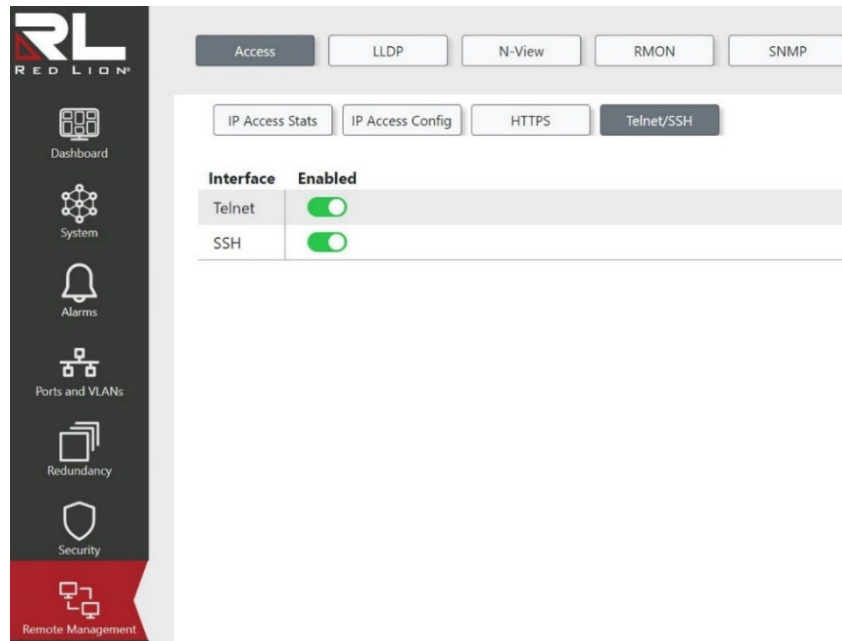 RL
RED LION®
Access LLDP N-View RMON SNMP
IP Access Stats IP Access Config HTTPS Telnet/SSH
Interface Enabled
Telnet
SSH
Dashboard
System
Alarms
Ports and VLANs
Redundancy
Security
Remote Management